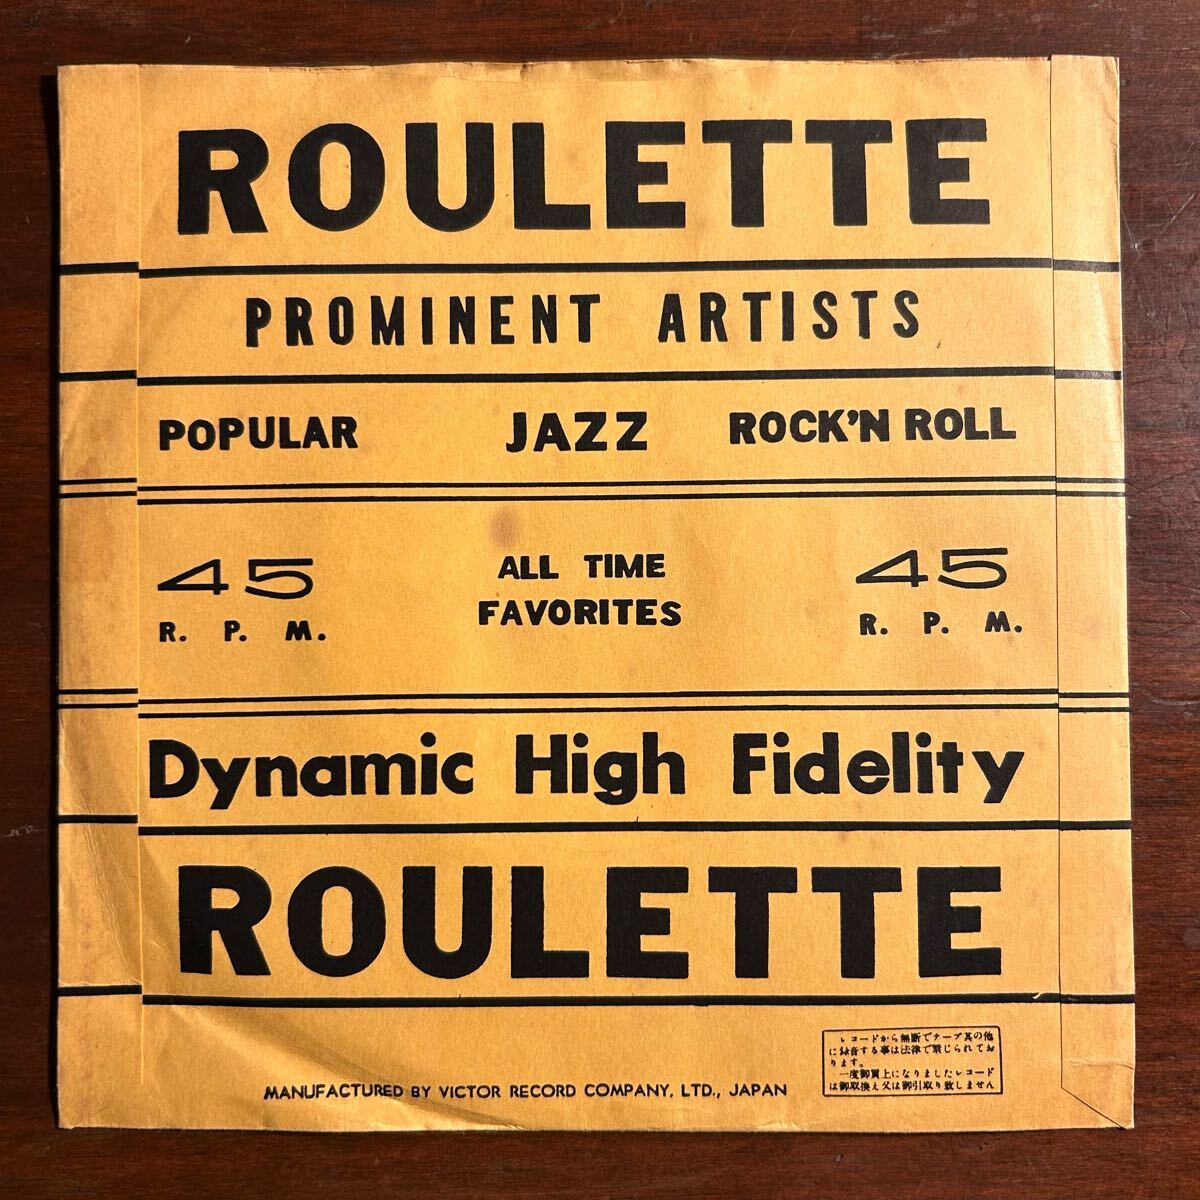 ROULETTE
PROMINENT ARTISTS
POPULAR JAZZ ROCK'N ROLL
45 R. P. M.
ALL TIME
FAVORITES
45 R. P. M.
Dynamic High Fidelity
ROULETTE
レコードから無断でテープ其の他
に録音する事は法律で禁じられてお
ります。
一度御買上になりましたレコード
は御取換え又は御引取り致しません
MANUFACTURED BY VICTOR RECORD COMPANY, LTD., JAPAN